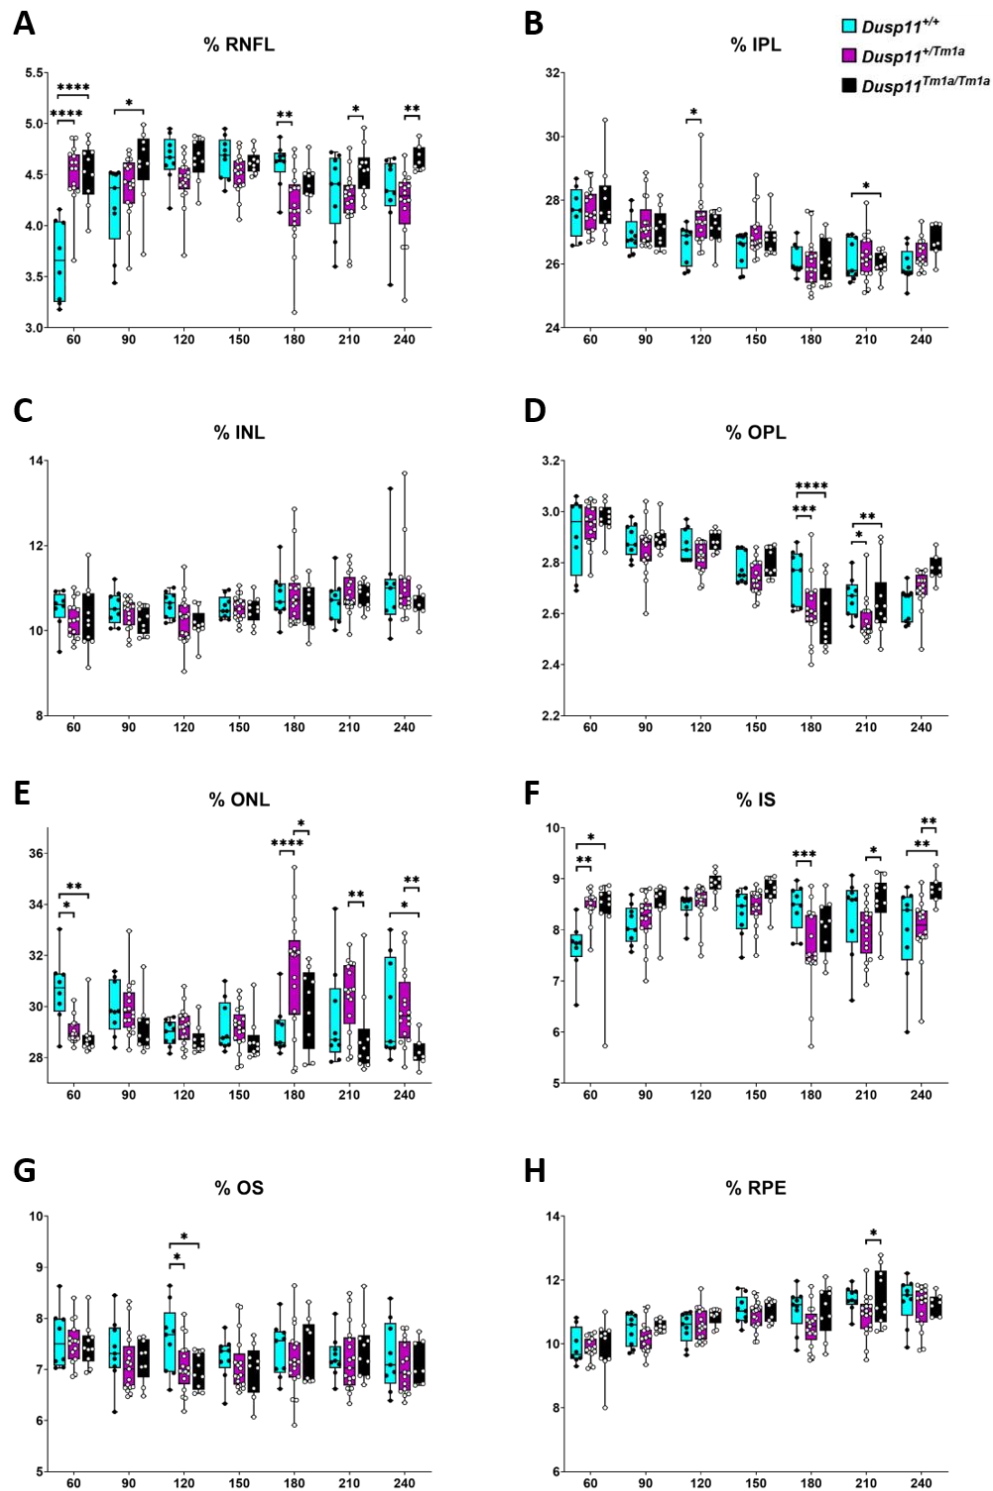 A
% RNFL
5.5
5.0
4.5
4.0
3.5
3.0
****
****
*
**
*
**
60 90 120 150 180 210 240
B
% IPL
Dusp11+/+
Dusp11+/Tm1a
Dusp11Tm1a/Tm1a
32
30
28
26
24
*
*
60 90 120 150 180 210 240
C
% INL
14
12
10
8
60 90 120 150 180 210 240
D
% OPL
3.2
3.0
2.8
2.6
2.4
2.2
****
***
**
*
60 90 120 150 180 210 240
E
% ONL
36
34
32
30
28
**
*
*
****
**
**
*
60 90 120 150 180 210 240
F
% IS
10
9
8
7
6
5
*
**
***
*
**
**
60 90 120 150 180 210 240
G
% OS
10
9
8
7
6
5
*
*
60 90 120 150 180 210 240
H
% RPE
14
12
10
8
6
*
60 90 120 150 180 210 240